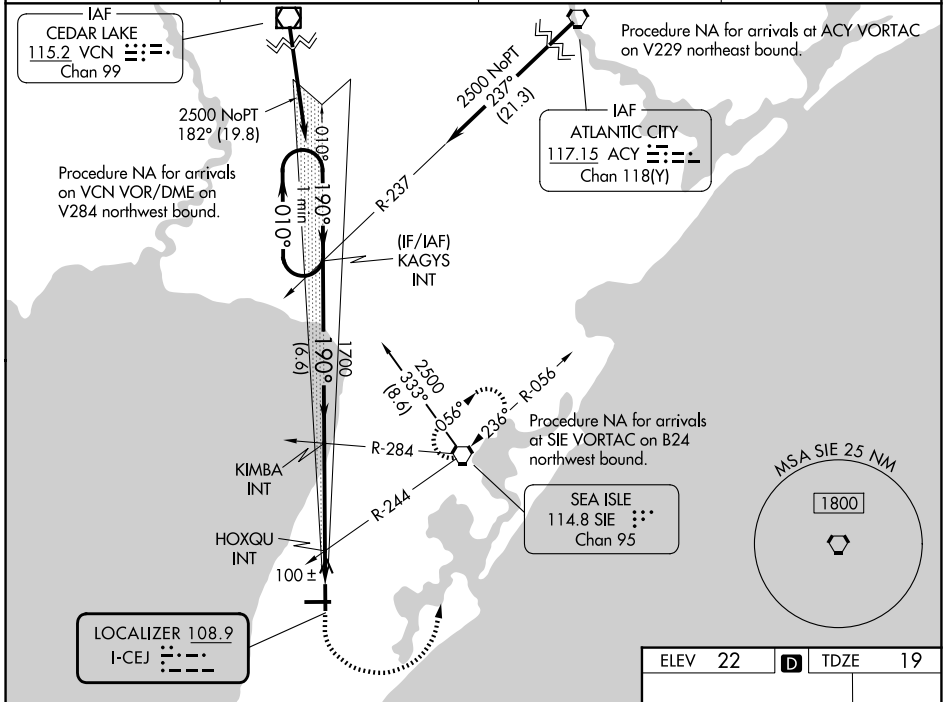 IAF
CEDAR LAKE
115.2 VCN
Chan 99
2500 NoPT
182° (19.8)
Procedure NA for arrivals
on VCN VOR/DME on
V284 northwest bound.
2500 NoPT
237°
(21.3)
Procedure NA for arrivals at ACY VORTAC
on V229 northeast bound.
IAF
ATLANTIC CITY
117.15 ACY
Chan 118(Y)
010°
190°
1 min
010°
R-237
(IF/IAF)
KAGYS
INT
1700
190°
(6.6)
2500
333°
(8.6)
056°
236°
R-056
Procedure NA for arrivals
at SIE VORTAC on B24
northwest bound.
R-284
KIMBA
INT
SEA ISLE
114.8 SIE
Chan 95
R-244
HOXQU
INT
100 ±
LOCALIZER 108.9
I-CEJ
MSA SIE 25 NM
1800
ELEV 22 D TDZE 19